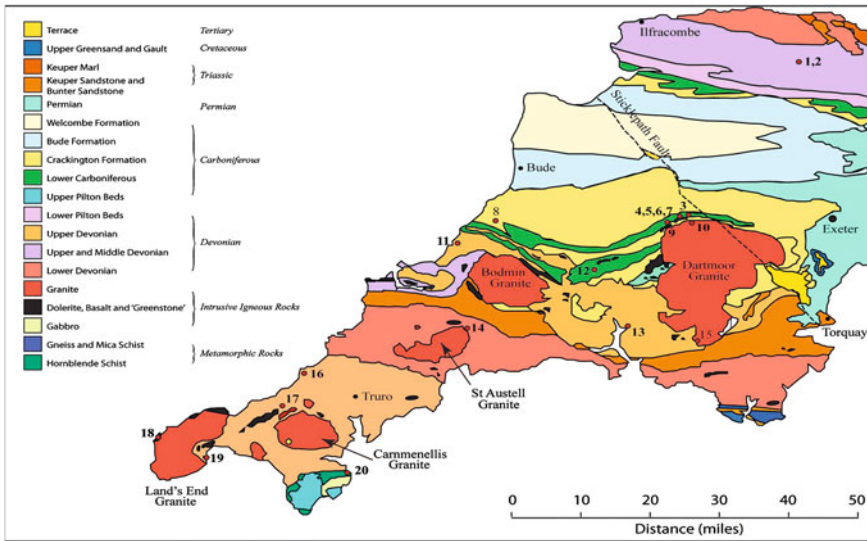 Terrace
Tertiary
Upper Greensand and Gault
Cretaceous
Keuper Marl
Keuper Sandstone and
Bunter Sandstone
Triassic
Permian
Permian
Welcombe Formation
Bude Formation
Crackington Formation
Lower Carboniferous
Carboniferous
Upper Pilton Beds
Lower Pilton Beds
Upper Devonian
Upper and Middle Devonian
Lower Devonian
Devonian
Granite
Dolerite, Basalt and 'Greenstone'
Gabbro
Intrusive Igneous Rocks
Gneiss and Mica Schist
Hornblende Schist
Metamorphic Rocks
Ilfracombe
1,2
Sticklepath Fault
Bude
8
4,5,6,7
3
Exeter
11
9
10
12
Bodmin
Granite
Dartmoor
Granite
Torquay
14
13
15
St Austell
Granite
16
17
Truro
18
19
Carnmenellis
Granite
Land's End
Granite
20
0
10
20
30
40
50
Distance (miles)